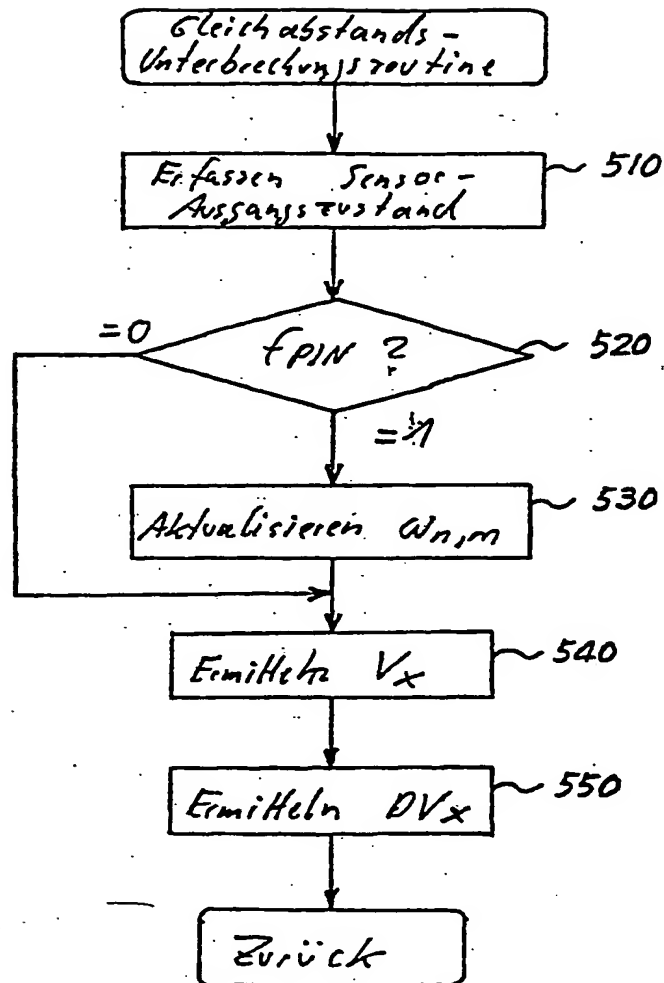 Gleichabstands-
Unterbrechungsroutine
Erfassen Sensor-
Ausgangszustand
510
=0
fPIN ?
520
=1
Aktualisieren ωn,m
530
Ermitteln Vx
540
Ermitteln DVx
550
Zurück